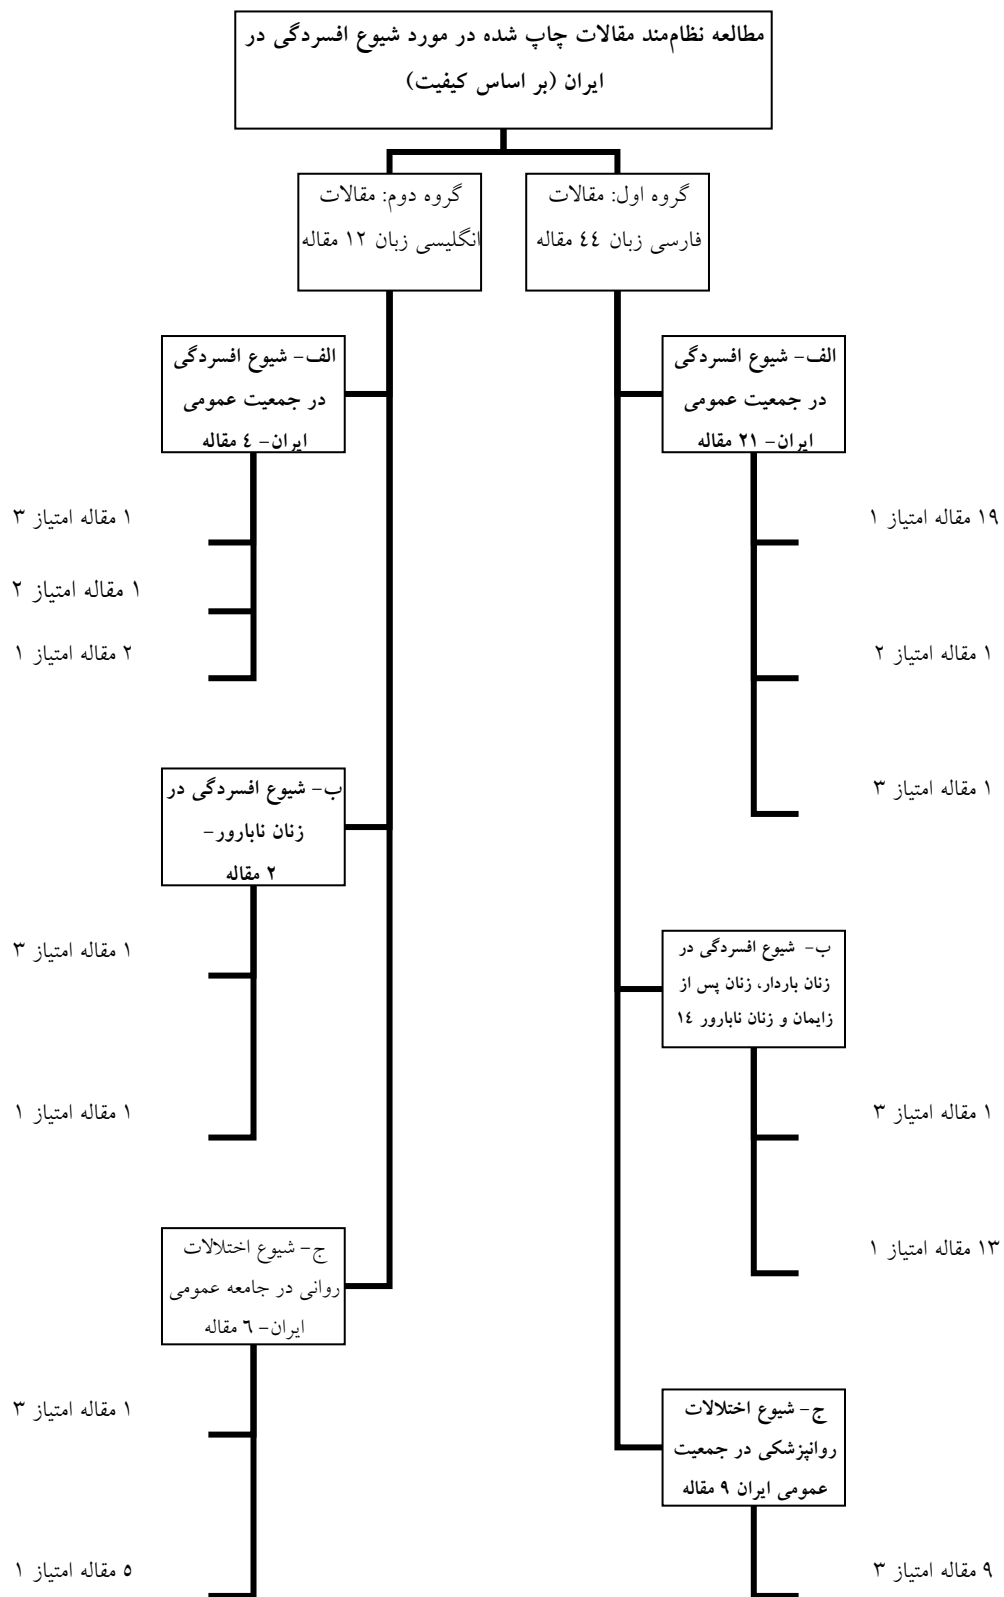 مطالعه نظام‌مند مقالات چاپ شده در مورد شیوع افسردگی در
ایران (بر اساس کیفیت)
گروه اول: مقالات
فارسی زبان ٤٤ مقاله
گروه دوم: مقالات
انگلیسی زبان ۱۲ مقاله
الف- شیوع افسردگی
در جمعیت عمومی
ایران- ۲۱ مقاله
۱۹ مقاله امتیاز ۱
۱ مقاله امتیاز ۲
۱ مقاله امتیاز ۳
ب- شیوع افسردگی در
زنان باردار، زنان پس از
زایمان و زنان نابارور ۱٤
۱ مقاله امتیاز ۳
۱۳ مقاله امتیاز ۱
ج- شیوع اختلالات
روانپزشکی در جمعیت
عمومی ایران ۹ مقاله
۹ مقاله امتیاز ۳
الف- شیوع افسردگی
در جمعیت عمومی
ایران- ٤ مقاله
۱ مقاله امتیاز ۳
۱ مقاله امتیاز ۲
۲ مقاله امتیاز ۱
ب- شیوع افسردگی در
زنان نابارور-
۲ مقاله
۱ مقاله امتیاز ۳
۱ مقاله امتیاز ۱
ج- شیوع اختلالات
روانی در جامعه عمومی
ایران- ٦ مقاله
۱ مقاله امتیاز ۳
٥ مقاله امتیاز ۱